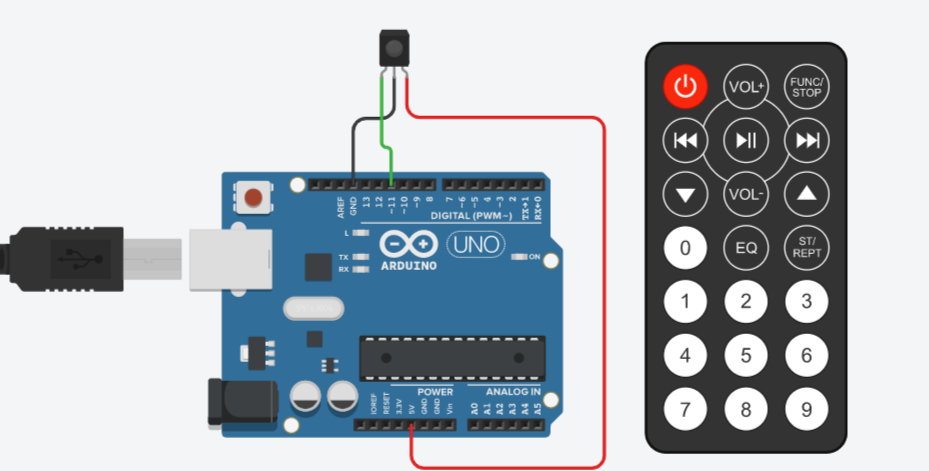 VOL+
FUNC/
STOP
VOL-
0
EQ
ST/
REPT
1
2
3
4
5
6
7
8
9
AREF
GND
13
12
~11
~10
~9
8
7
~6
~5
4
~3
2
TX→1
RX←0
DIGITAL (PWM~)
L
TX
RX
UNO
ARDUINO
ON
POWER
ANALOG IN
IOREF
RESET
3.3V
5V
GND
GND
Vin
A0
A1
A2
A3
A4
A5